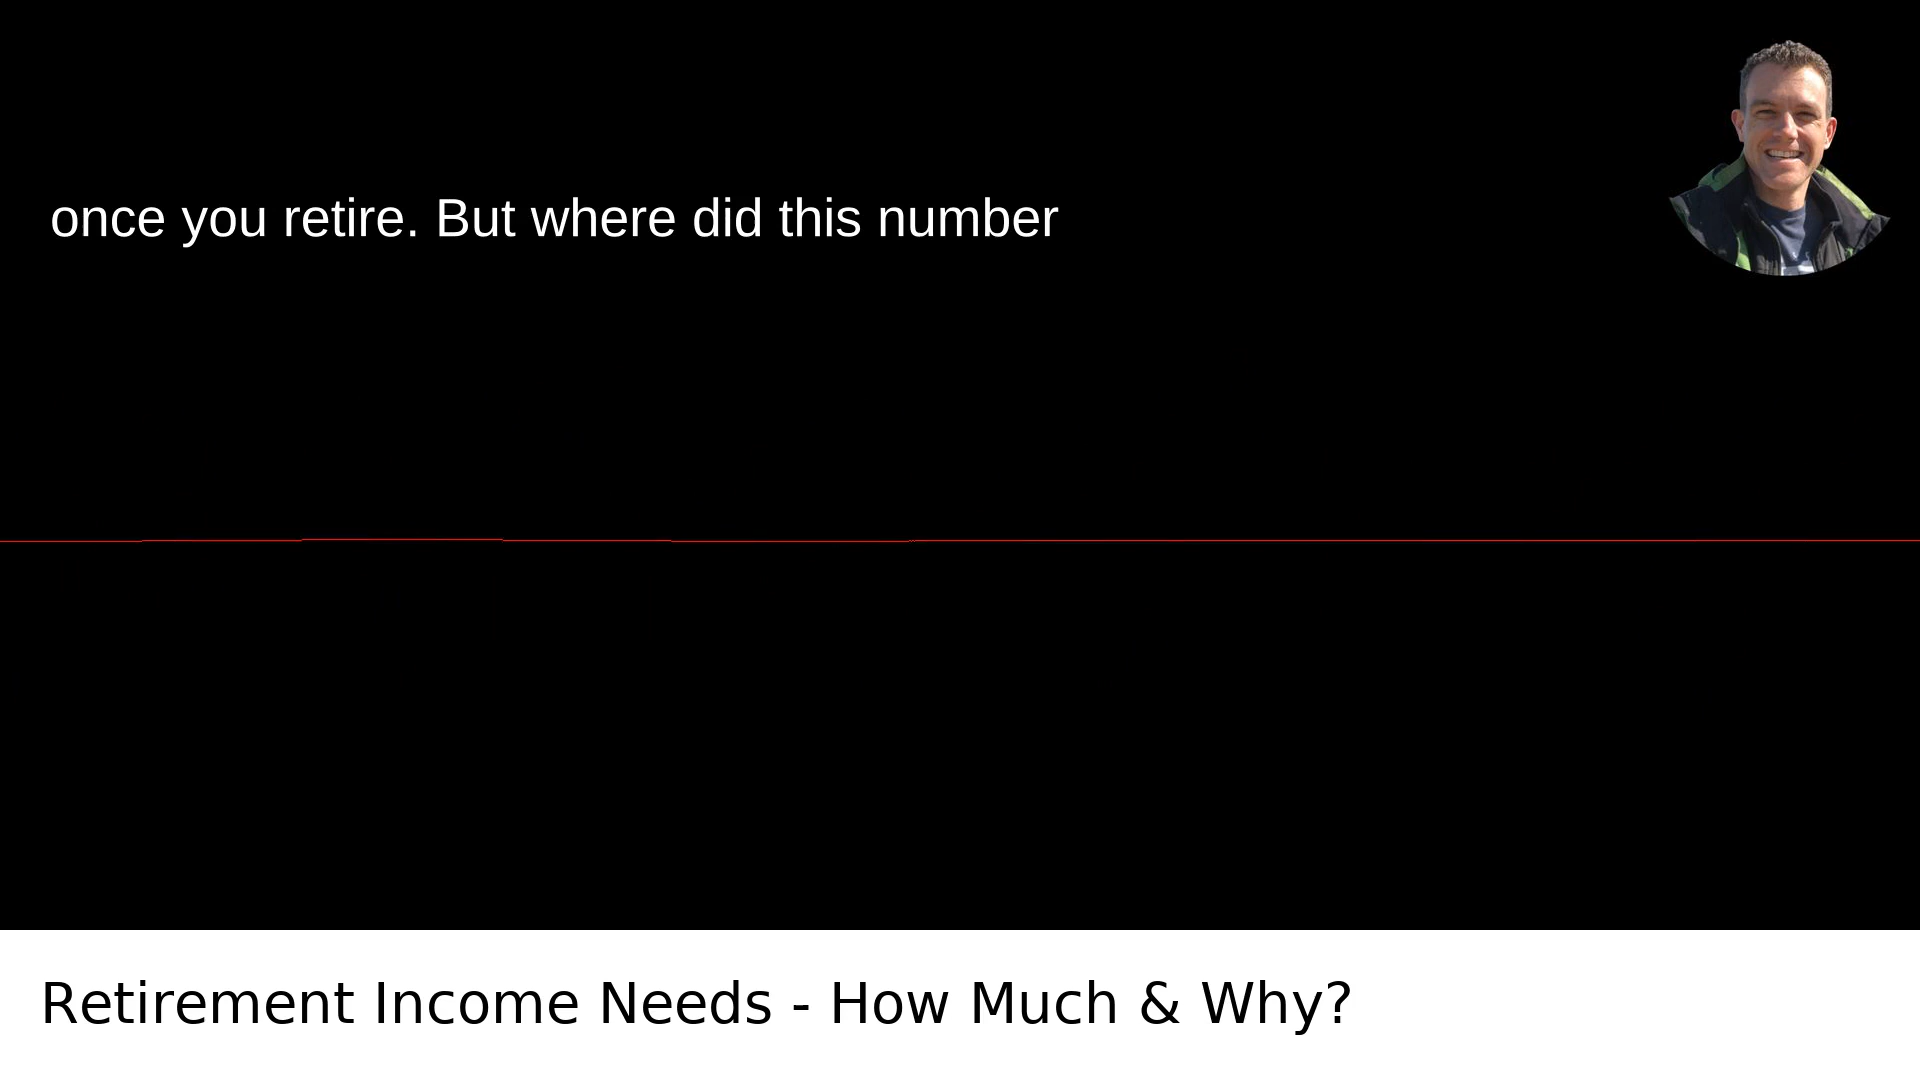 once you retire. But where did this number
Retirement Income Needs - How Much & Why?